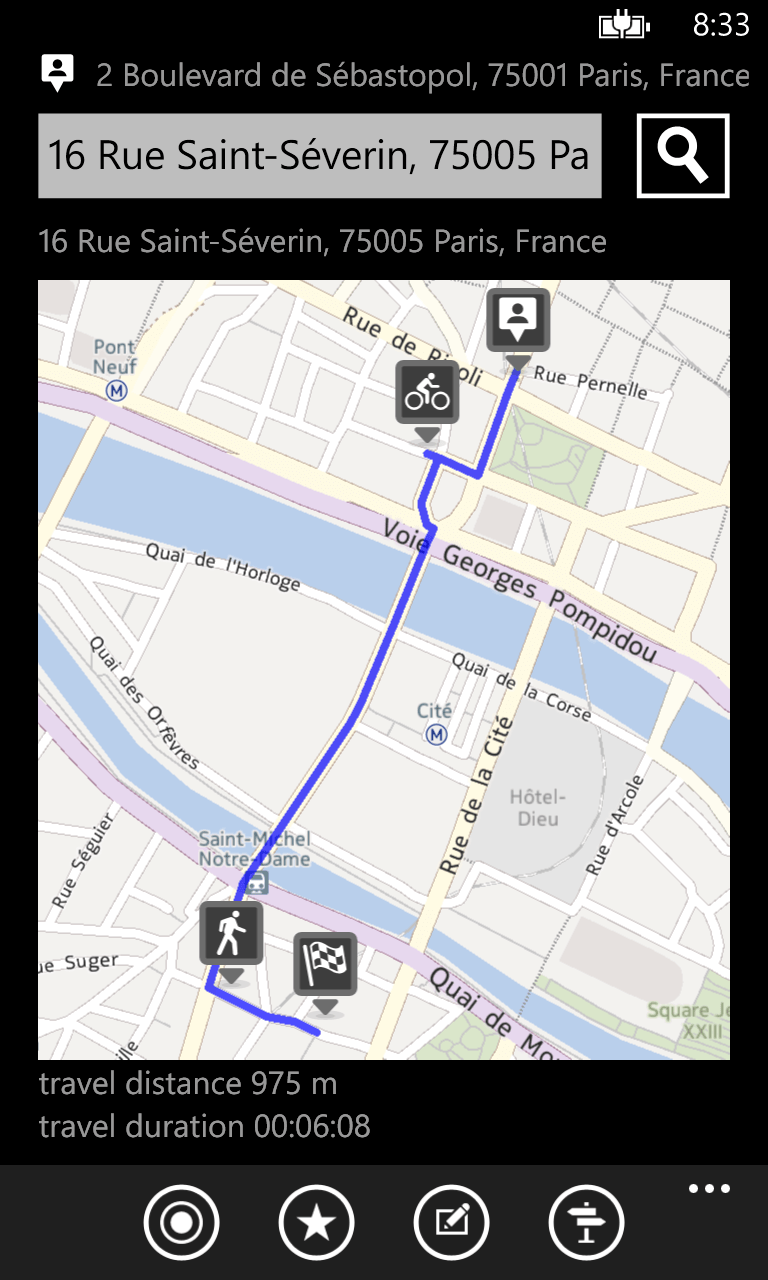 8:33
2 Boulevard de Sébastopol, 75001 Paris, France
16 Rue Saint-Séverin, 75005 Pa
16 Rue Saint-Séverin, 75005 Paris, France
Rue de Rivoli
Pont
Neuf
M
Rue Pernelle
Voie Georges Pompidou
Quai de l'Horloge
Quai de la Corse
Quai des Orfèvres
Cité
M
Rue de la Cité
Hôtel-
Dieu
Rue d'Arcole
Saint-Michel
Notre-Dame
Rue Séguier
ue Suger
Quai de Mo
Square Je
XXIII
ille
travel distance 975 m
travel duration 00:06:08